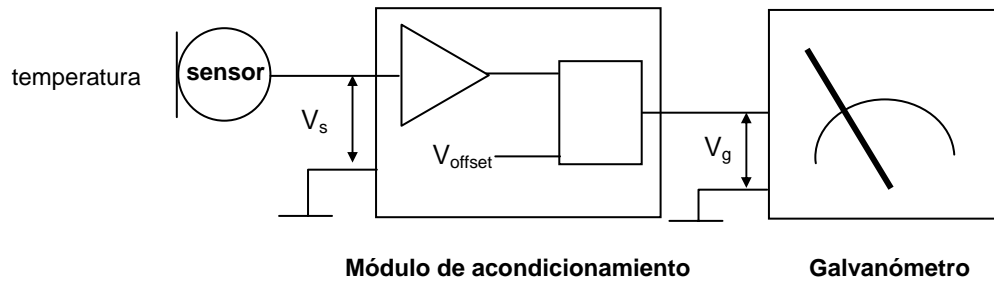 temperatura
sensor
Vs
Voffset
Vg
Módulo de acondicionamiento
Galvanómetro